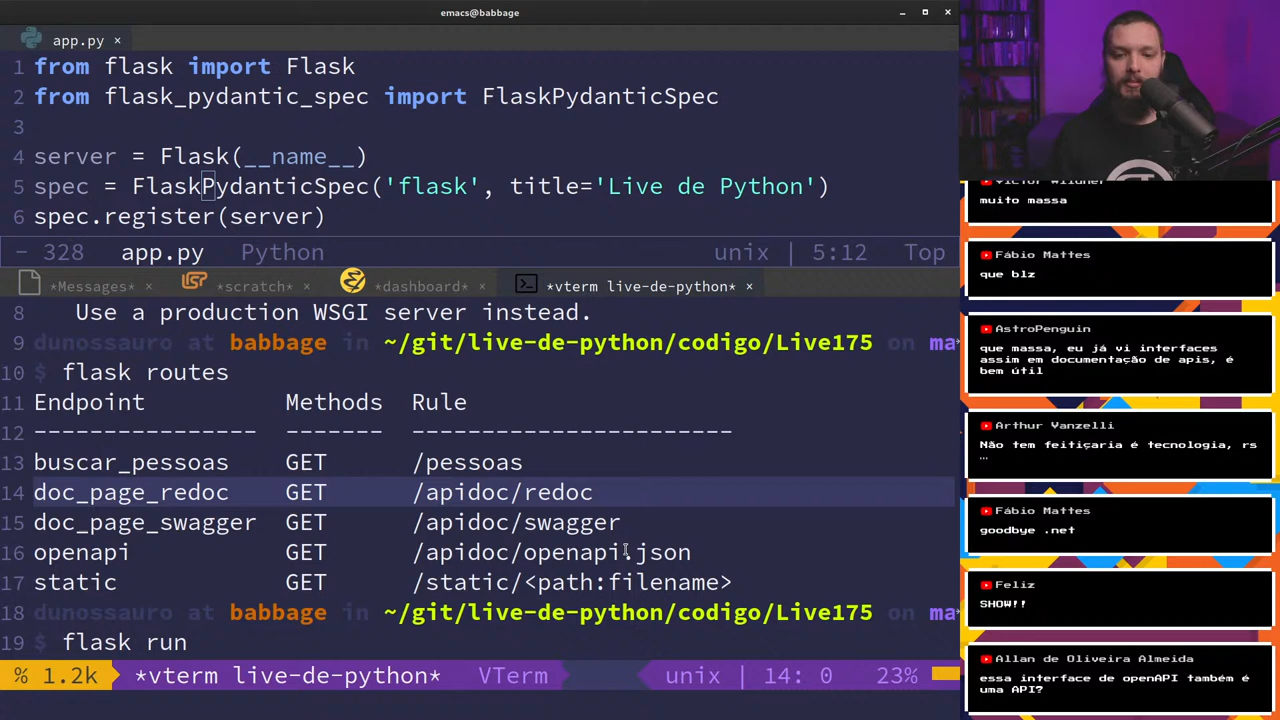 emacs@babbage
app.py ×
1 from flask import Flask
2 from flask_pydantic_spec import FlaskPydanticSpec
3
4 server = Flask(__name__)
5 spec = FlaskPydanticSpec('flask', title='Live de Python')
6 spec.register(server)
- 328 app.py Python unix | 5:12 Top
*Messages* × *scratch* × *dashboard* × *vterm live-de-python* ×
8 Use a production WSGI server instead.
9 dunossauro at babbage in ~/git/live-de-python/codigo/Live175 on ma
10 $ flask routes
11 Endpoint Methods Rule
12 ---------------- ------- -----------------------
13 buscar_pessoas GET /pessoas
14 doc_page_redoc GET /apidoc/redoc
15 doc_page_swagger GET /apidoc/swagger
16 openapi GET /apidoc/openapi.json
17 static GET /static/<path:filename>
18 dunossauro at babbage in ~/git/live-de-python/codigo/Live175 on ma
19 $ flask run
% 1.2k *vterm live-de-python* VTerm unix | 14: 0 23%
muito massa
Fábio Mattes
que blz
AstroPenguin
que massa, eu já vi interfaces
assim em documentação de apis, é
bem útil
Arthur Vanzelli
Não tem feitiçaria é tecnologia, rs
…
Fábio Mattes
goodbye .net
Feliz
SHOW!!
Allan de Oliveira Almeida
essa interface de openAPI também é
uma API?